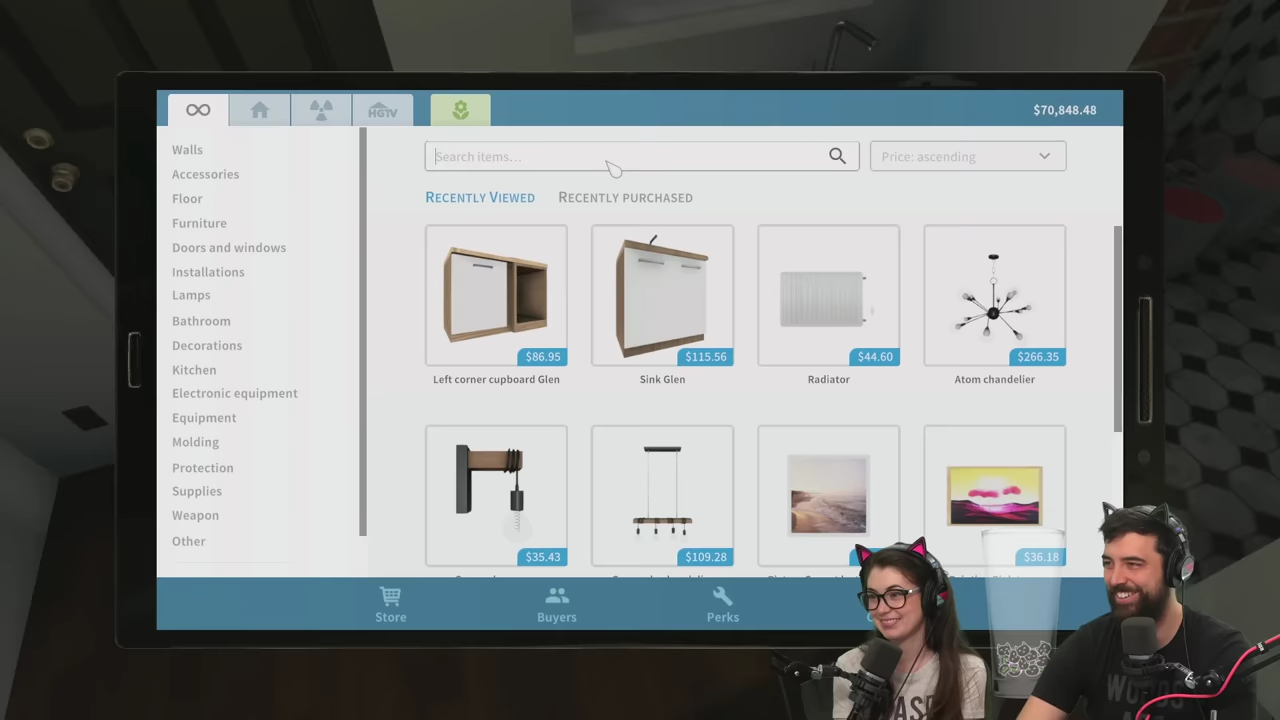 HGTV
$70,848.48
Walls
Accessories
Floor
Furniture
Doors and windows
Installations
Lamps
Bathroom
Decorations
Kitchen
Electronic equipment
Equipment
Molding
Protection
Supplies
Weapon
Other
Search items...
Price: ascending
RECENTLY VIEWED
RECENTLY PURCHASED
$86.95
$115.56
$44.60
$266.35
Left corner cupboard Glen
Sink Glen
Radiator
Atom chandelier
$35.43
$109.28
$36.18
Store
Buyers
Perks